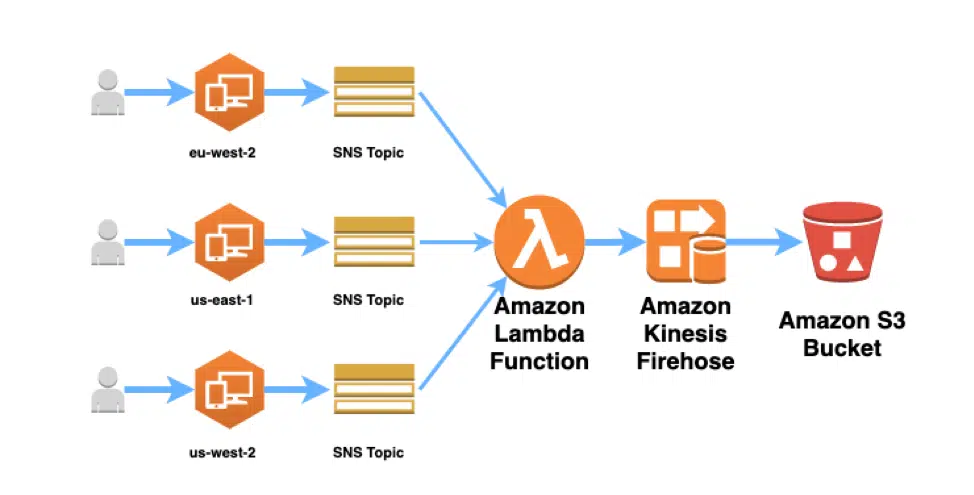 eu-west-2
SNS Topic
us-east-1
SNS Topic
Amazon
Lambda
Function
Amazon
Kinesis
Firehose
Amazon S3
Bucket
us-west-2
SNS Topic